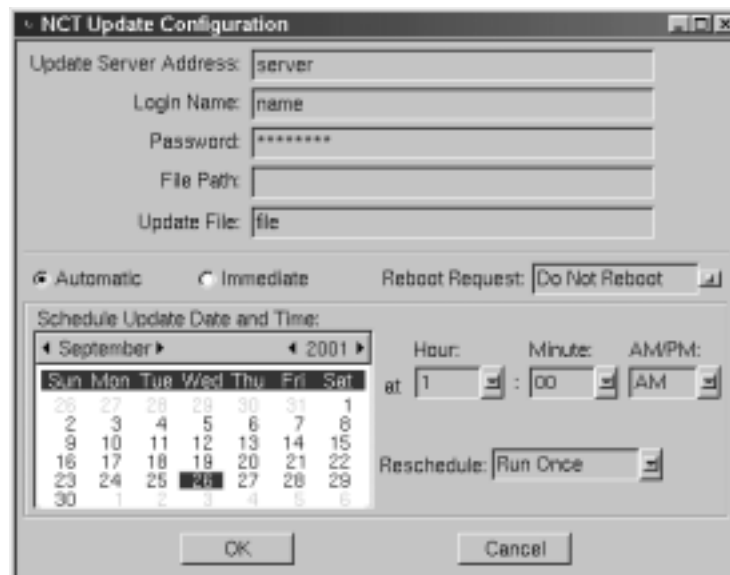 NCT Update Configuration
Update Server Address: server
Login Name: name
Password: ********
File Path:
Update File: file
Automatic Immediate Reboot Request: Do Not Reboot
Schedule Update Date and Time:
September 2001
Hour: Minute: AM/PM:
at 1 : 00 AM
Sun Mon Tue Wed Thu Fri Sat
26 27 28 29 30 31 1
2 3 4 5 6 7 8
9 10 11 12 13 14 15
16 17 18 19 20 21 22
23 24 25 26 27 28 29
30 1 2 3 4 5 6
Reschedule: Run Once
OK Cancel